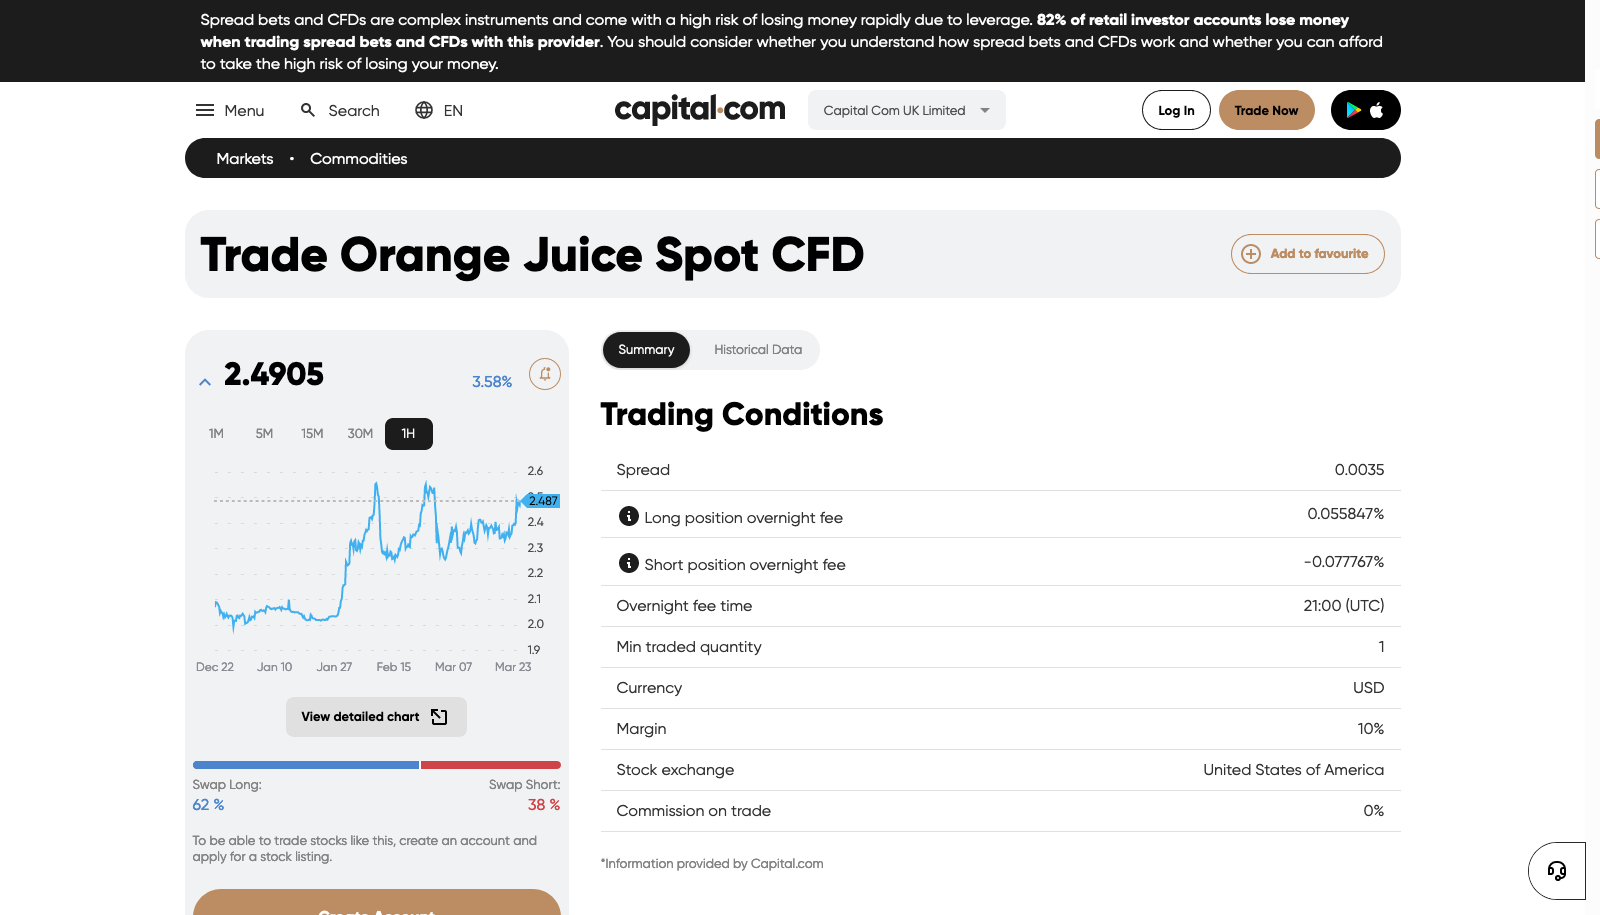 Spread bets and CFDs are complex instruments and come with a high risk of losing money rapidly due to leverage. 82% of retail investor accounts lose money
when trading spread bets and CFDs with this provider. You should consider whether you understand how spread bets and CFDs work and whether you can afford
to take the high risk of losing your money.
Menu
Search
EN
capital.com
Capital Com UK Limited
Log In
Trade Now
Markets • Commodities
Trade Orange Juice Spot CFD
Add to favourite
2.4905
3.58%
1M 5M 15M 30M 1H
2.6
2.487
2.4
2.3
2.2
2.1
2.0
1.9
Dec 22 Jan 10 Jan 27 Feb 15 Mar 07 Mar 23
View detailed chart
Swap Long: Swap Short:
62 % 38 %
To be able to trade stocks like this, create an account and
apply for a stock listing.
Create Account
Summary Historical Data
Trading Conditions
Spread 0.0035
Long position overnight fee 0.055847%
Short position overnight fee -0.077767%
Overnight fee time 21:00 (UTC)
Min traded quantity 1
Currency USD
Margin 10%
Stock exchange United States of America
Commission on trade 0%
*Information provided by Capital.com